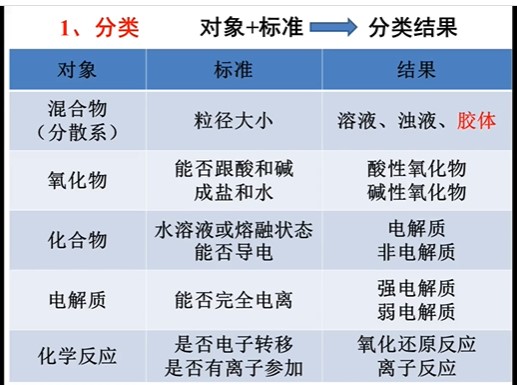 1、分类 对象+标准 分类结果
对象 标准 结果
混合物
（分散系） 粒径大小 溶液、浊液、胶体
氧化物 能否跟酸和碱
成盐和水 酸性氧化物
碱性氧化物
化合物 水溶液或熔融状态
能否导电 电解质
非电解质
电解质 能否完全电离 强电解质
弱电解质
化学反应 是否电子转移
是否有离子参加 氧化还原反应
离子反应